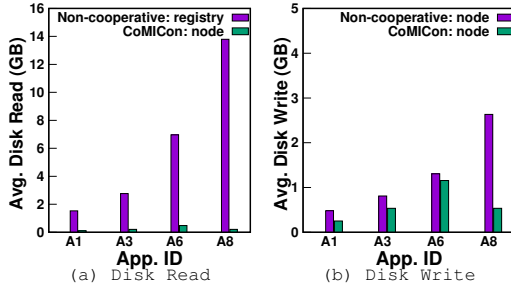 Non-cooperative: registry
CoMICon: node
Avg. Disk Read (GB)
16
14
12
10
8
6
4
2
0
A1 A3 A6 A8
App. ID
(a) Disk Read
Non-cooperative: node
CoMICon: node
Avg. Disk Write (GB)
5
4
3
2
1
0
A1 A3 A6 A8
App. ID
(b) Disk Write